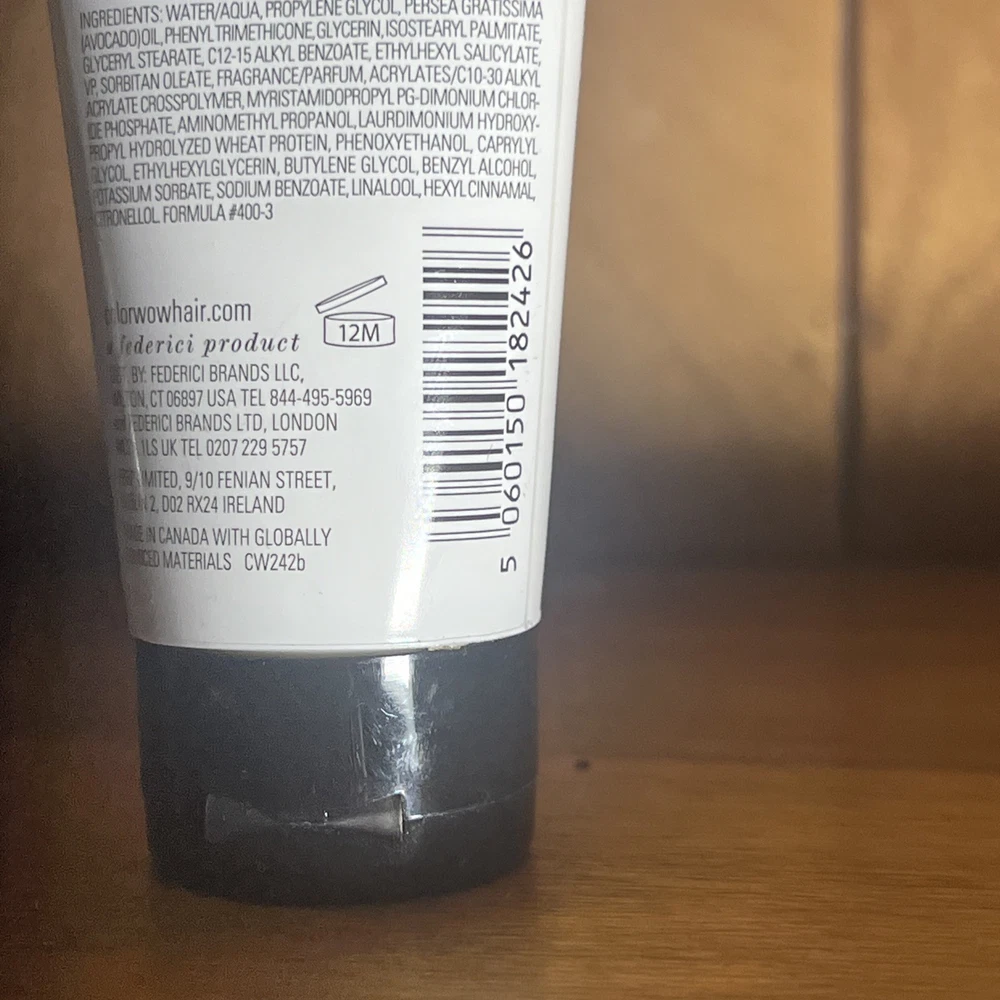 INGREDIENTS: WATER/AQUA, PROPYLENE GLYCOL, PERSEA GRATISSIMA
(AVOCADO) OIL, PHENYL TRIMETHICONE, GLYCERIN, ISOSTEARYL PALMITATE,
GLYCERYL STEARATE, C12-15 ALKYL BENZOATE, ETHYLHEXYL SALICYLATE,
VP, SORBITAN OLEATE, FRAGRANCE/PARFUM, ACRYLATES/C10-30 ALKYL
ACRYLATE CROSSPOLYMER, MYRISTAMIDOPROPYL PG-DIMONIUM CHLOR-
IDE PHOSPHATE, AMINOMETHYL PROPANOL, LAURDIMONIUM HYDROXY-
PROPYL HYDROLYZED WHEAT PROTEIN, PHENOXYETHANOL, CAPRYLYL
GLYCOL, ETHYLHEXYLGLYCERIN, BUTYLENE GLYCOL, BENZYL ALCOHOL,
POTASSIUM SORBATE, SODIUM BENZOATE, LINALOOL, HEXYL CINNAMAL,
CITRONELLOL. FORMULA #400-3
lorwowhair.com
federici product
12M
BY: FEDERICI BRANDS LLC,
CT 06897 USA TEL 844-495-5969
FEDERICI BRANDS LTD, LONDON
1LS UK TEL 0207 229 5757
LIMITED, 9/10 FENIAN STREET,
2, D02 RX24 IRELAND
MADE IN CANADA WITH GLOBALLY
MATERIALS CW242b
5 060150 182426